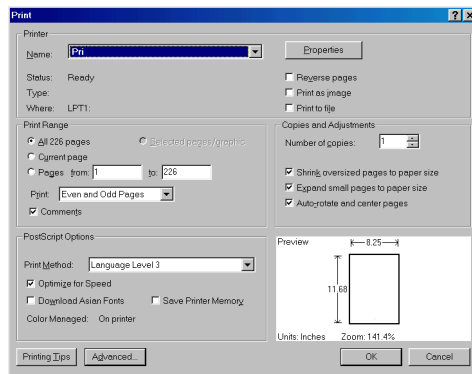 Print
Printer
Name: Pri
Properties
Status: Ready
Type:
Where: LPT1:
Reverse pages
Print as image
Print to file
Print Range
All 226 pages
Selected pages/graphic
Current page
Pages from: 1 to: 226
Print: Even and Odd Pages
Comments
Copies and Adjustments
Number of copies: 1
Shrink oversized pages to paper size
Expand small pages to paper size
Auto-rotate and center pages
PostScript Options
Print Method: Language Level 3
Optimize for Speed
Download Asian Fonts
Save Printer Memory
Color Managed: On printer
Preview
8.25
11.68
Units: Inches Zoom: 141.4%
Printing Tips
Advanced...
OK
Cancel